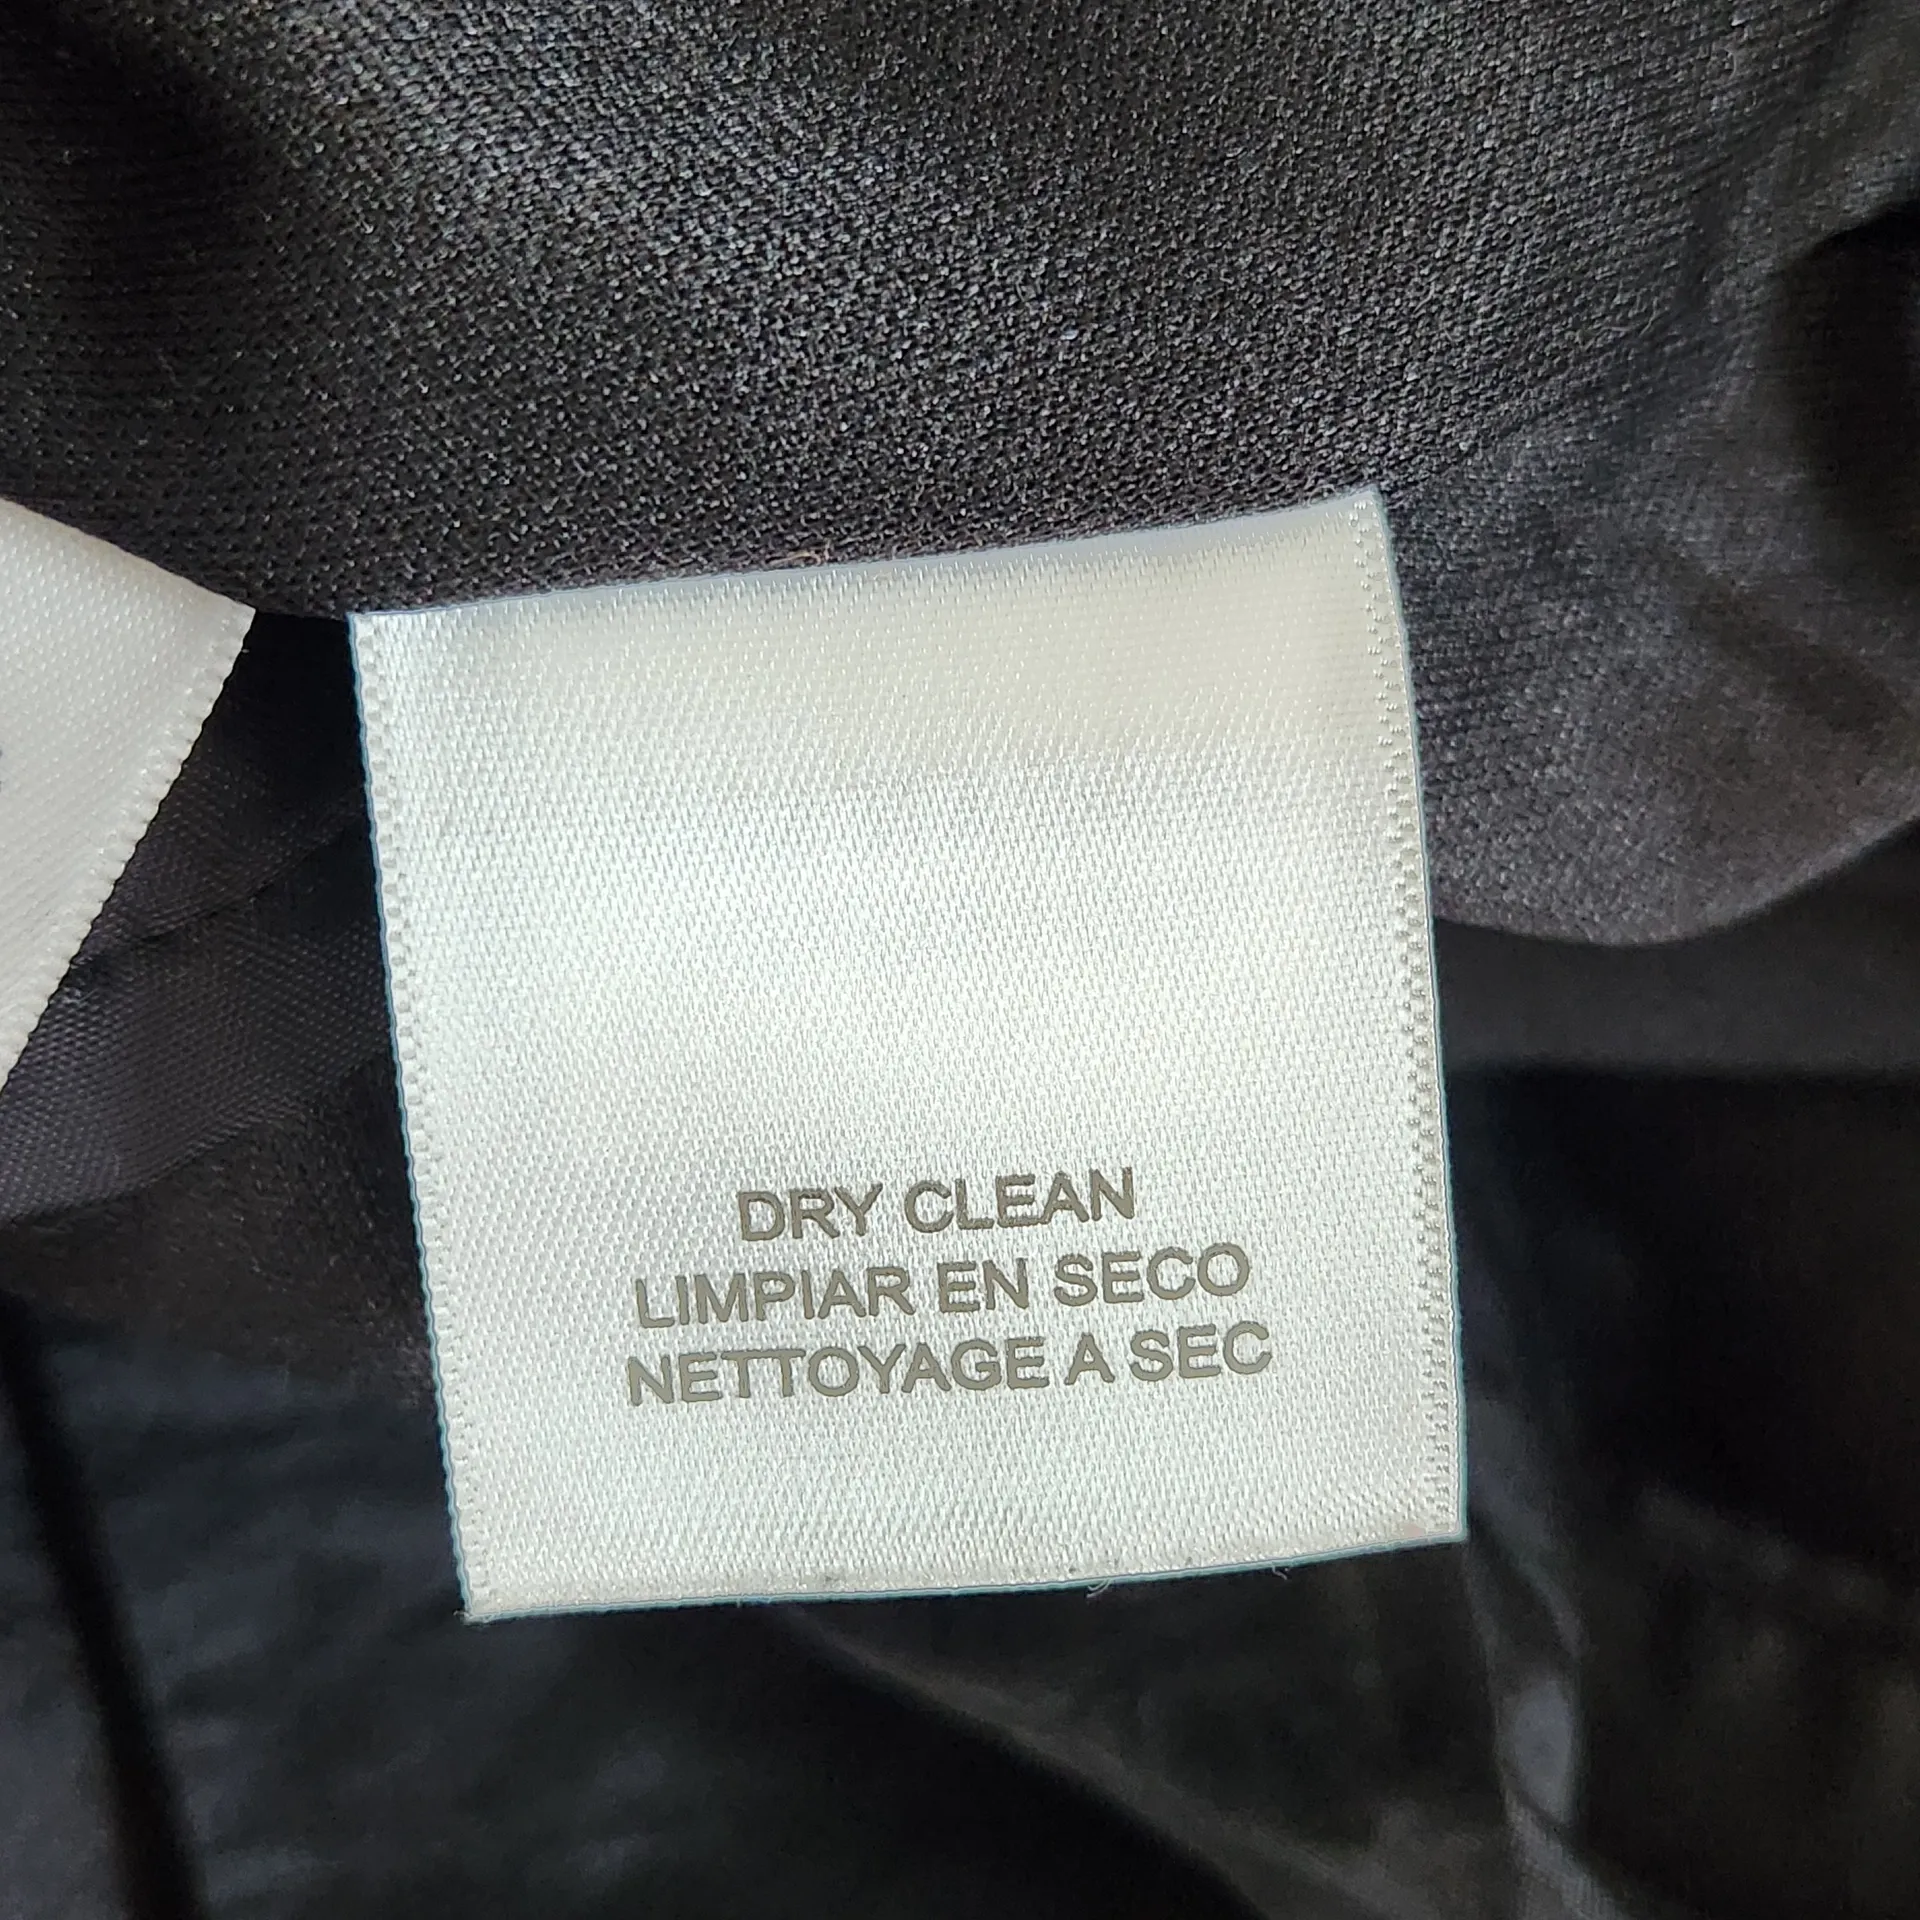 DRY CLEAN
LIMPIAR EN SECO
NETTOYAGE A SEC